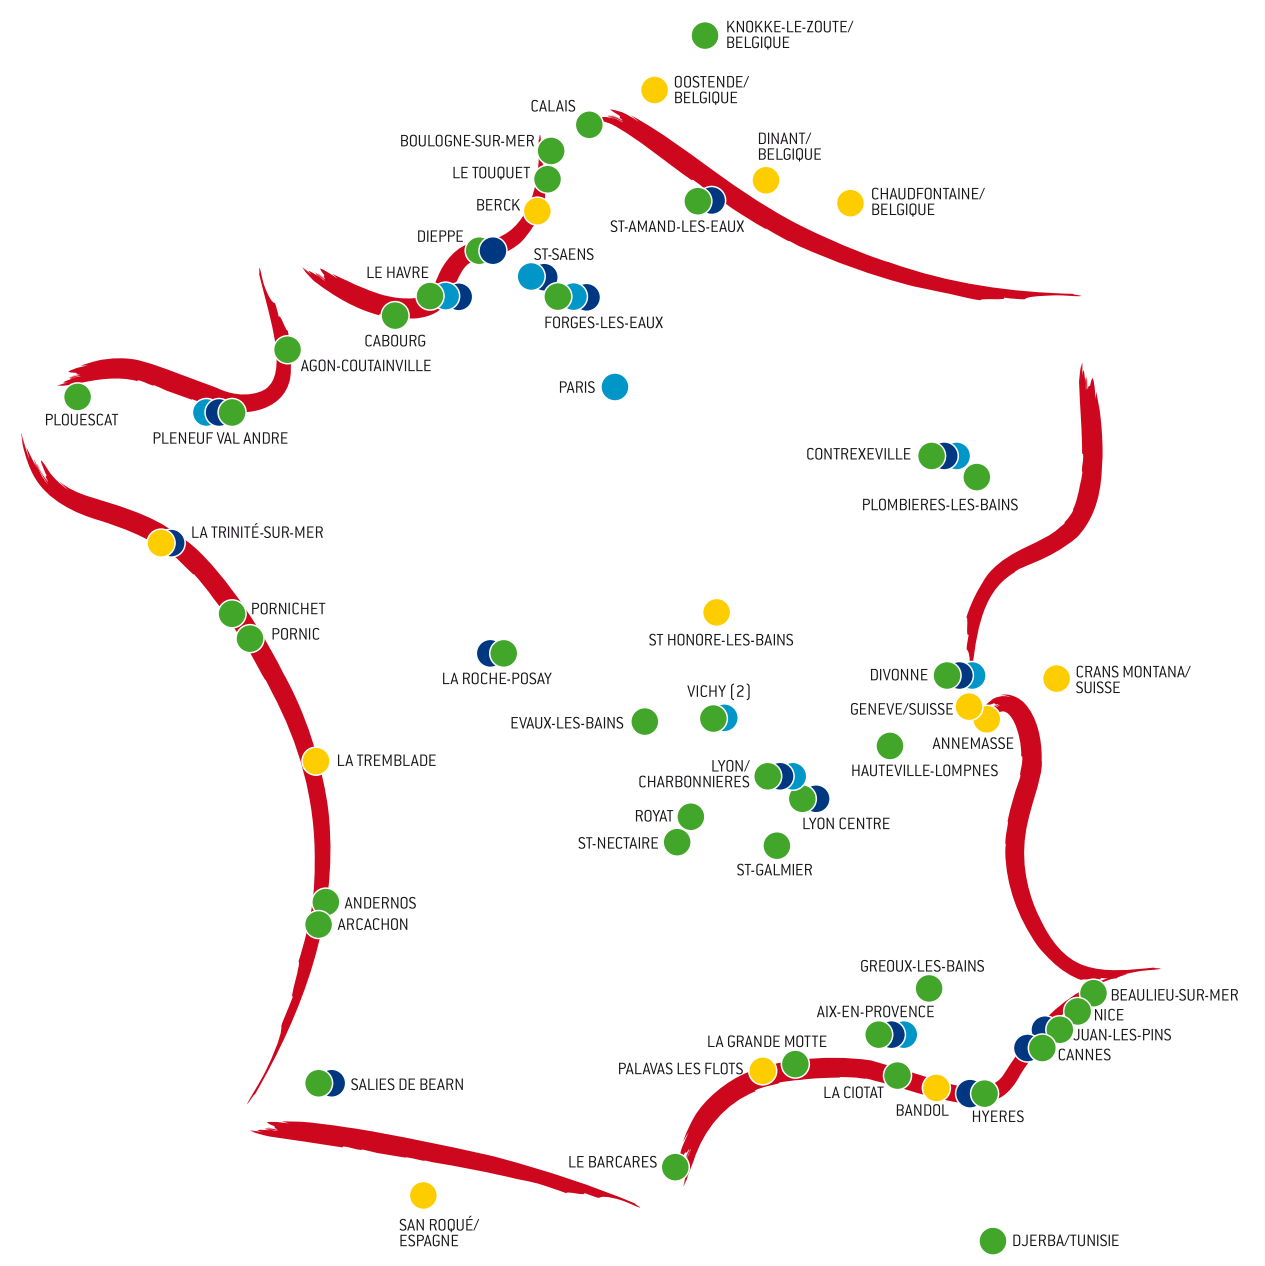 KNOKKE-LE-ZOUTE/
BELGIQUE
OOSTENDE/
BELGIQUE
CALAIS
BOULOGNE-SUR-MER
DINANT/
BELGIQUE
LE TOUQUET
CHAUDFONTAINE/
BELGIQUE
BERCK
ST-AMAND-LES-EAUX
DIEPPE
ST-SAENS
LE HAVRE
FORGES-LES-EAUX
CABOURG
AGON-COUTAINVILLE
PARIS
PLOUESCAT
PLENEUF VAL ANDRE
CONTREXEVILLE
PLOMBIERES-LES-BAINS
LA TRINITÉ-SUR-MER
PORNICHET
PORNIC
ST HONORE-LES-BAINS
LA ROCHE-POSAY
DIVONNE
CRANS MONTANA/
SUISSE
VICHY (2)
GENEVE/SUISSE
EVAUX-LES-BAINS
ANNEMASSE
LA TREMBLADE
HAUTEVILLE-LOMPNES
LYON/
CHARBONNIERES
ROYAT
LYON CENTRE
ST-NECTAIRE
ST-GALMIER
ANDERNOS
ARCACHON
GREOUX-LES-BAINS
BEAULIEU-SUR-MER
AIX-EN-PROVENCE
NICE
JUAN-LES-PINS
LA GRANDE MOTTE
CANNES
PALAVAS LES FLOTS
SALIES DE BEARN
LA CIOTAT
BANDOL
HYERES
LE BARCARES
SAN ROQUÉ/
ESPAGNE
DJERBA/TUNISIE